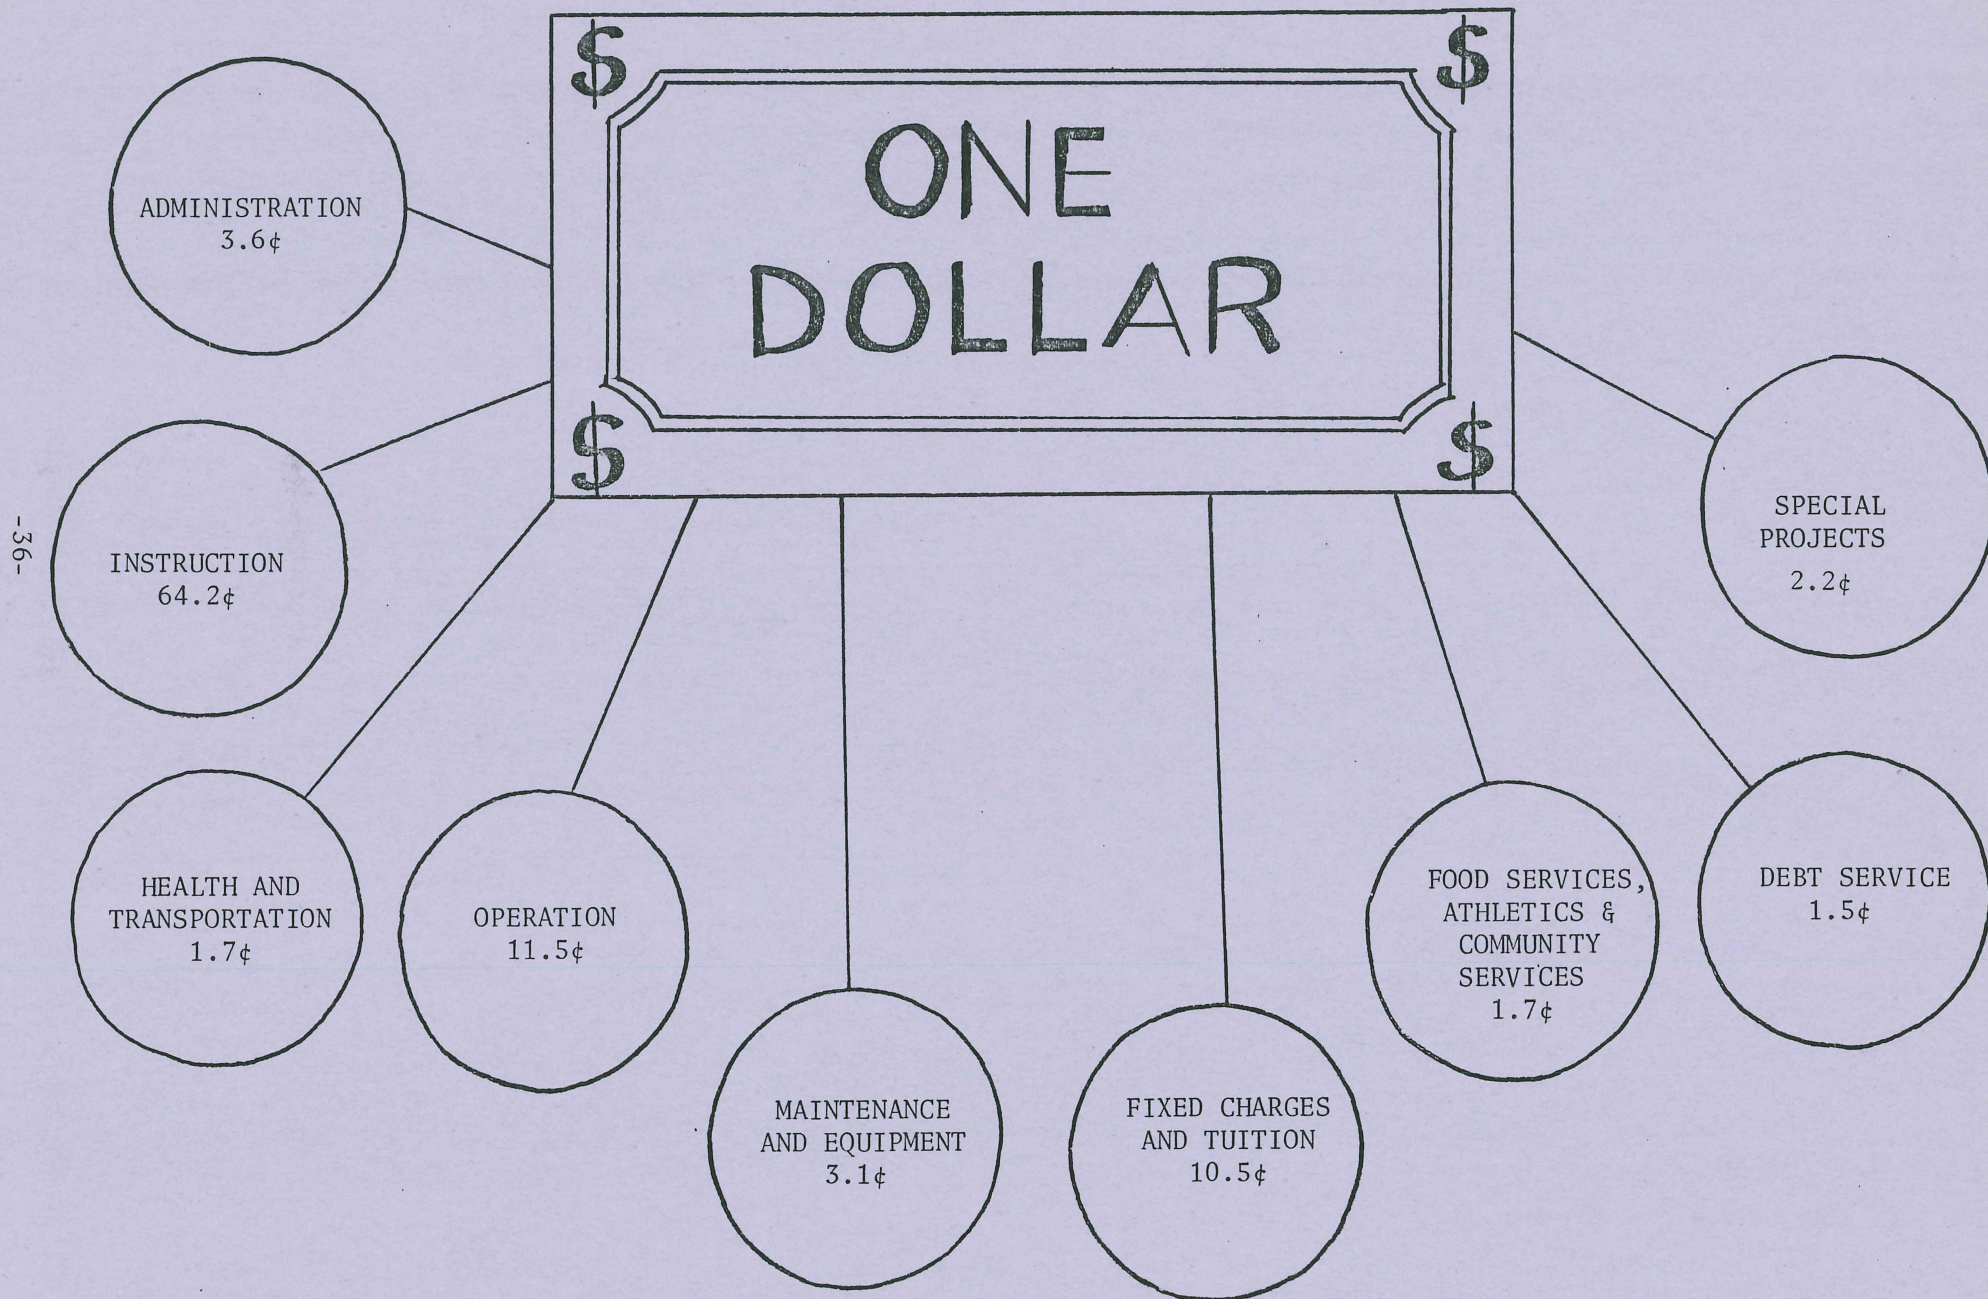 $ $
ONE
DOLLAR
$ $
ADMINISTRATION
3.6¢
INSTRUCTION
64.2¢
HEALTH AND
TRANSPORTATION
1.7¢
OPERATION
11.5¢
MAINTENANCE
AND EQUIPMENT
3.1¢
FIXED CHARGES
AND TUITION
10.5¢
FOOD SERVICES,
ATHLETICS &
COMMUNITY
SERVICES
1.7¢
DEBT SERVICE
1.5¢
SPECIAL
PROJECTS
2.2¢
-36-